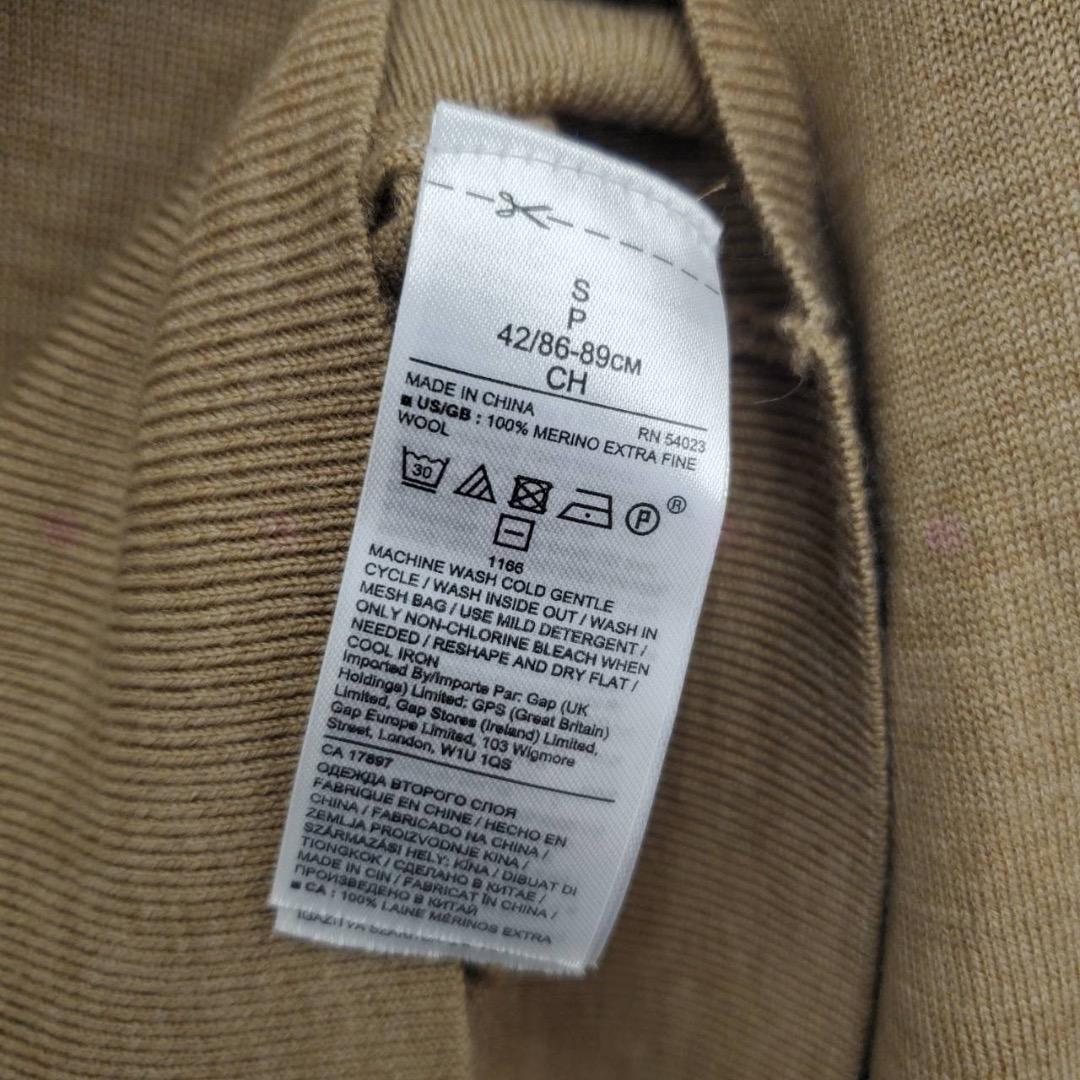 S
P
42/86-89CM
CH
MADE IN CHINA
RN 54023
■ US/GB : 100% MERINO EXTRA FINE
WOOL
30
P ®
1166
MACHINE WASH COLD GENTLE
CYCLE / WASH INSIDE OUT / WASH IN
MESH BAG / USE MILD DETERGENT /
ONLY NON-CHLORINE BLEACH WHEN
NEEDED / RESHAPE AND DRY FLAT /
COOL IRON
Imported By/Importe Par: Gap (UK
Holdings) Limited; GPS (Great Britain)
Limited, Gap Stores (Ireland) Limited,
Gap Europe Limited, 103 Wigmore
Street, London, W1U 1QS
CA 17897
ОДЕЖДА ВТОРОГО СЛОЯ
FABRIQUE EN CHINE / HECHO EN
CHINA / FABRICADO NA CHINA /
ZEMLJA PROIZVODNJE KINA /
SZÁRMAZÁSI HELY: KÍNA / DIBUAT DI
TIONGKOK / СДЕЛАНО В КИТАЕ /
MADE IN CIN / FABRICAT ÎN CHINA /
ПРОИЗВЕДЕНО В КИТАЙ
■ CA : 100% LAINE MÉRINOS EXTRA